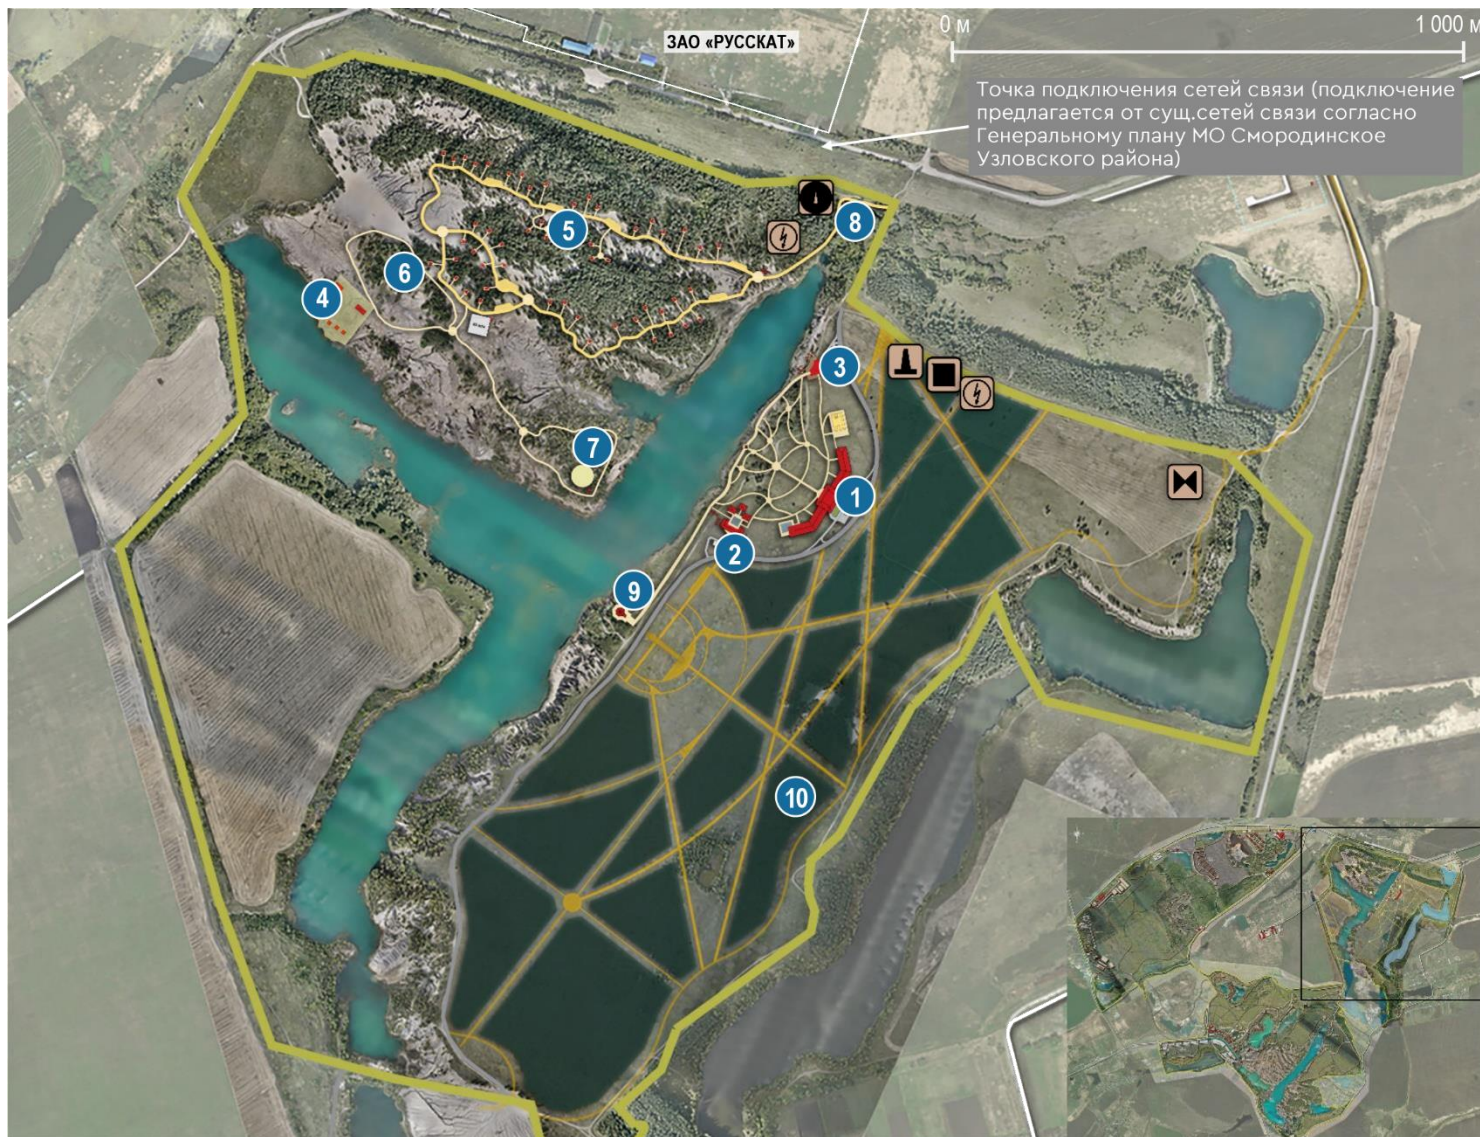 ЗАО «РУССКАТ»
0 м
1 000 м
Точка подключения сетей связи (подключение
предлагается от сущ.сетей связи согласно
Генеральному плану МО Смородинское
Узловского района)
8
5
6
4
3
7
1
2
9
10